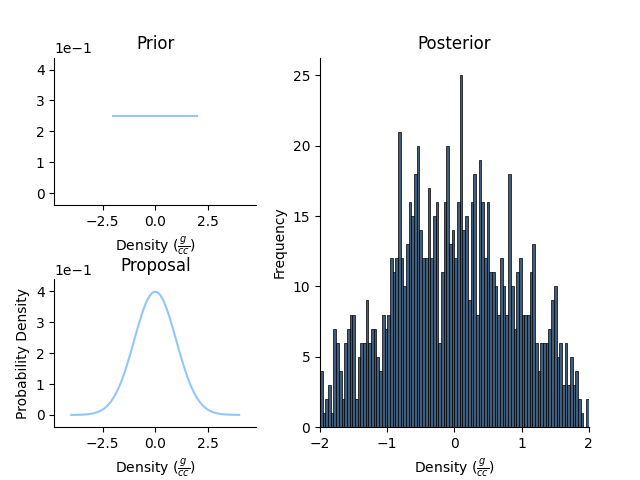 Prior
1e−1
4
3
2
1
0
−2.5 0.0 2.5
Density (g/cc)
Proposal
1e−1
Probability Density
4
3
2
1
0
−2.5 0.0 2.5
Density (g/cc)
Posterior
Frequency
25
20
15
10
5
0
−2 −1 0 1 2
Density (g/cc)